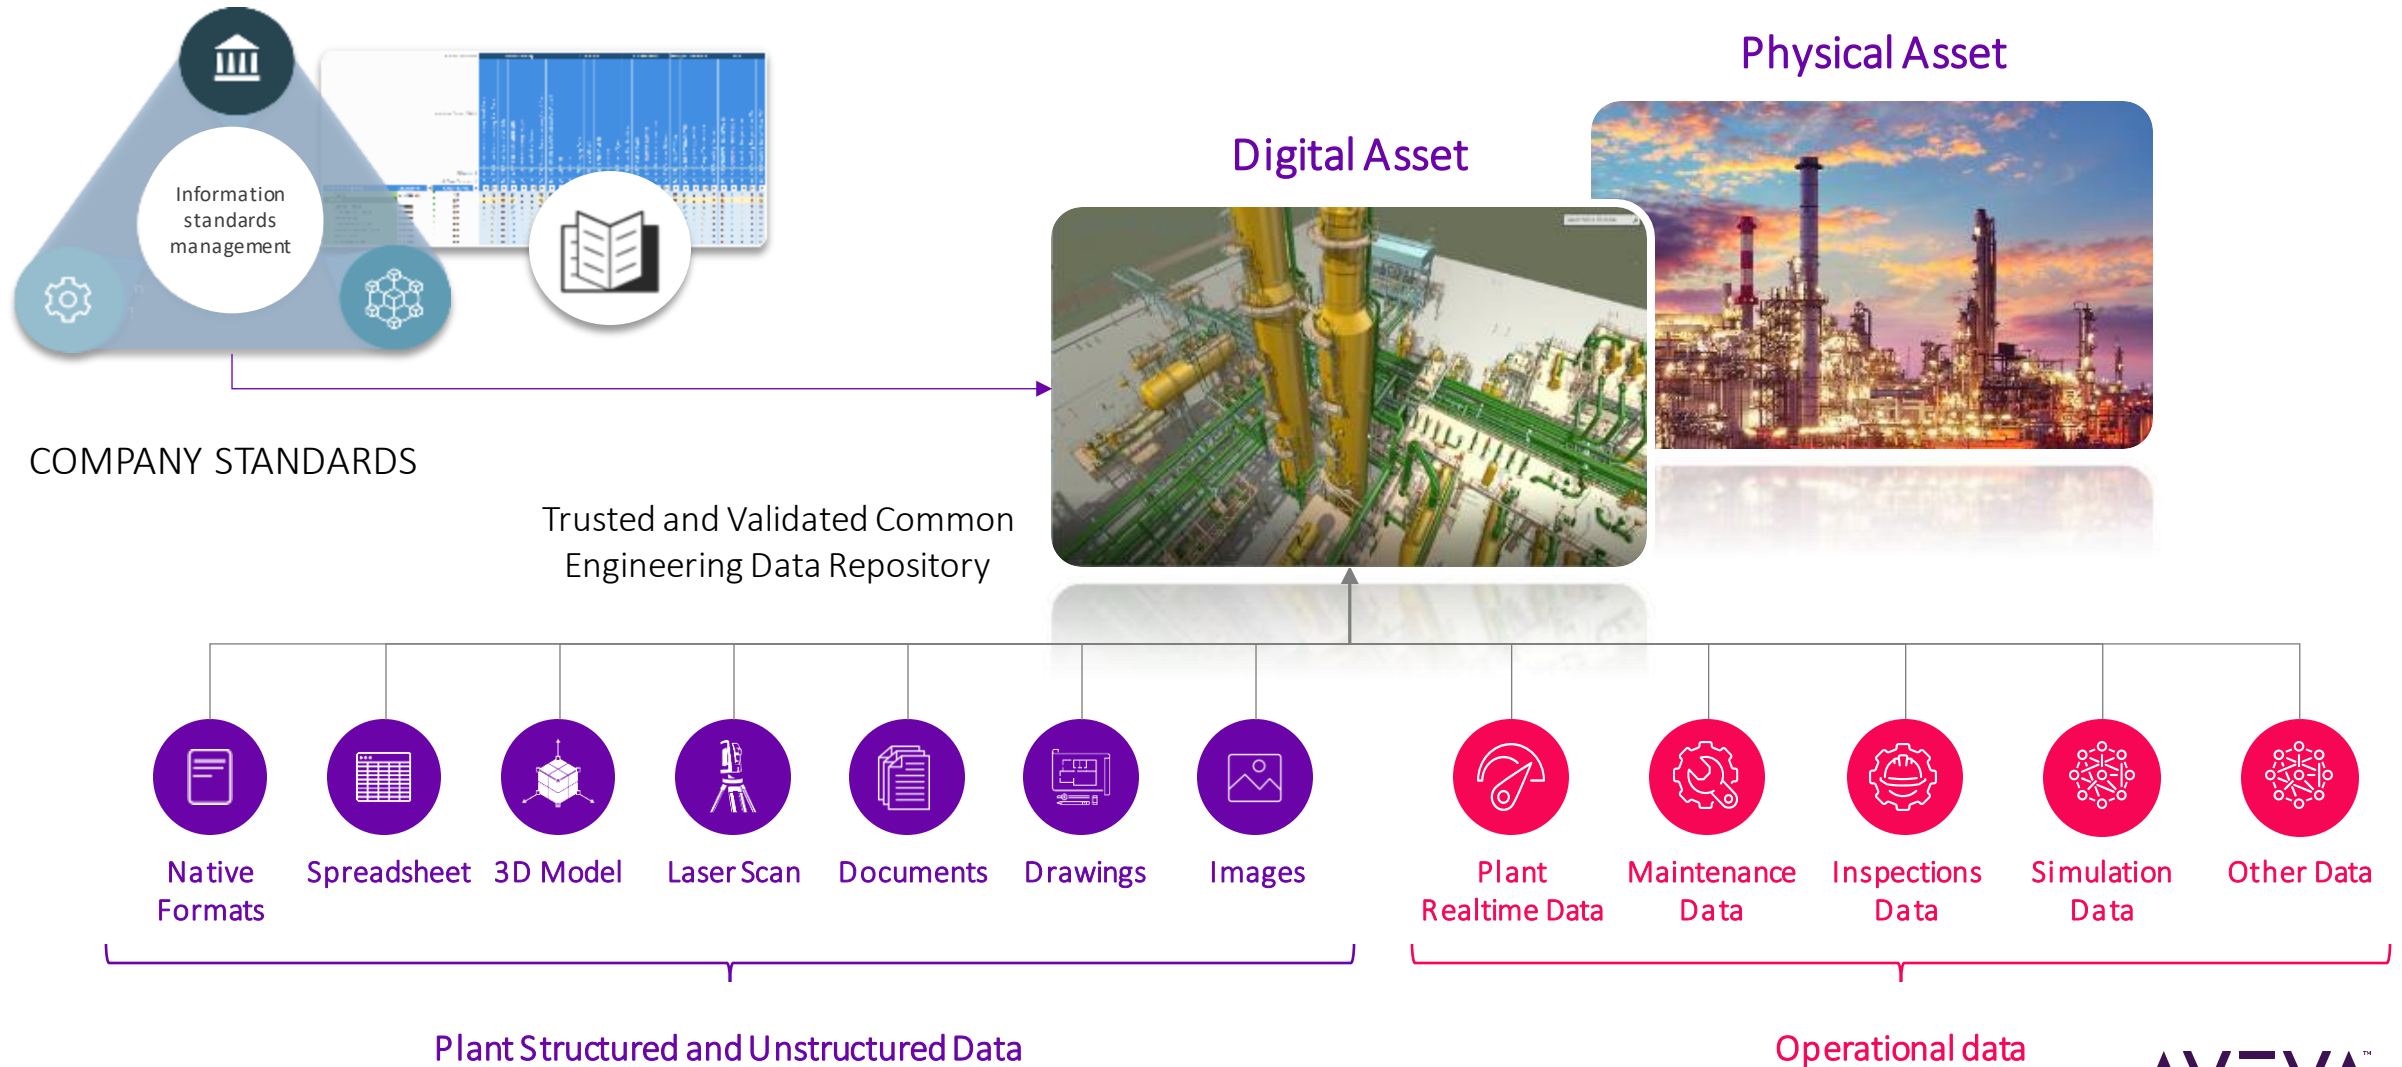 Physical Asset
Digital Asset
Information
standards
management
COMPANY STANDARDS
Trusted and Validated Common
Engineering Data Repository
Native
Formats
Spreadsheet
3D Model
Laser Scan
Documents
Drawings
Images
Plant
Realtime Data
Maintenance
Data
Inspections
Data
Simulation
Data
Other Data
Plant Structured and Unstructured Data
Operational data
AVEVA™